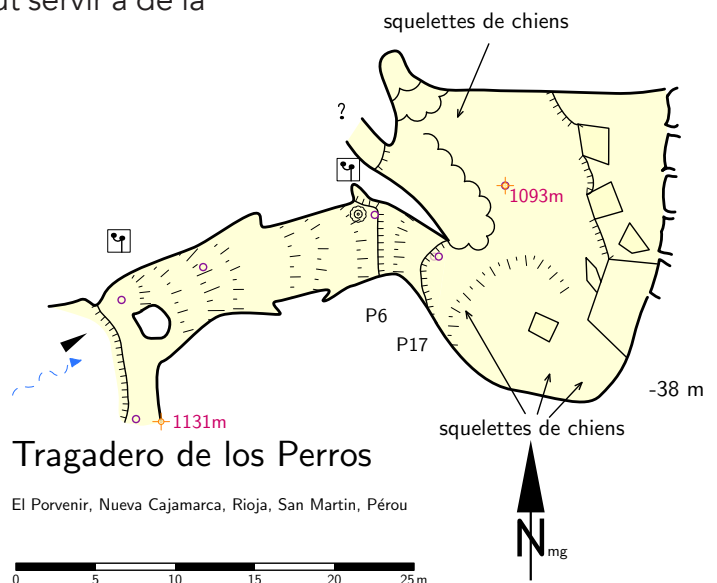 ut servir à de la
squelettes de chiens
?
1093m
P6
P17
-38 m
1131m
squelettes de chiens
Tragadero de los Perros
El Porvenir, Nueva Cajamarca, Rioja, San Martin, Pérou
N mg
0 5 10 15 20 25 m